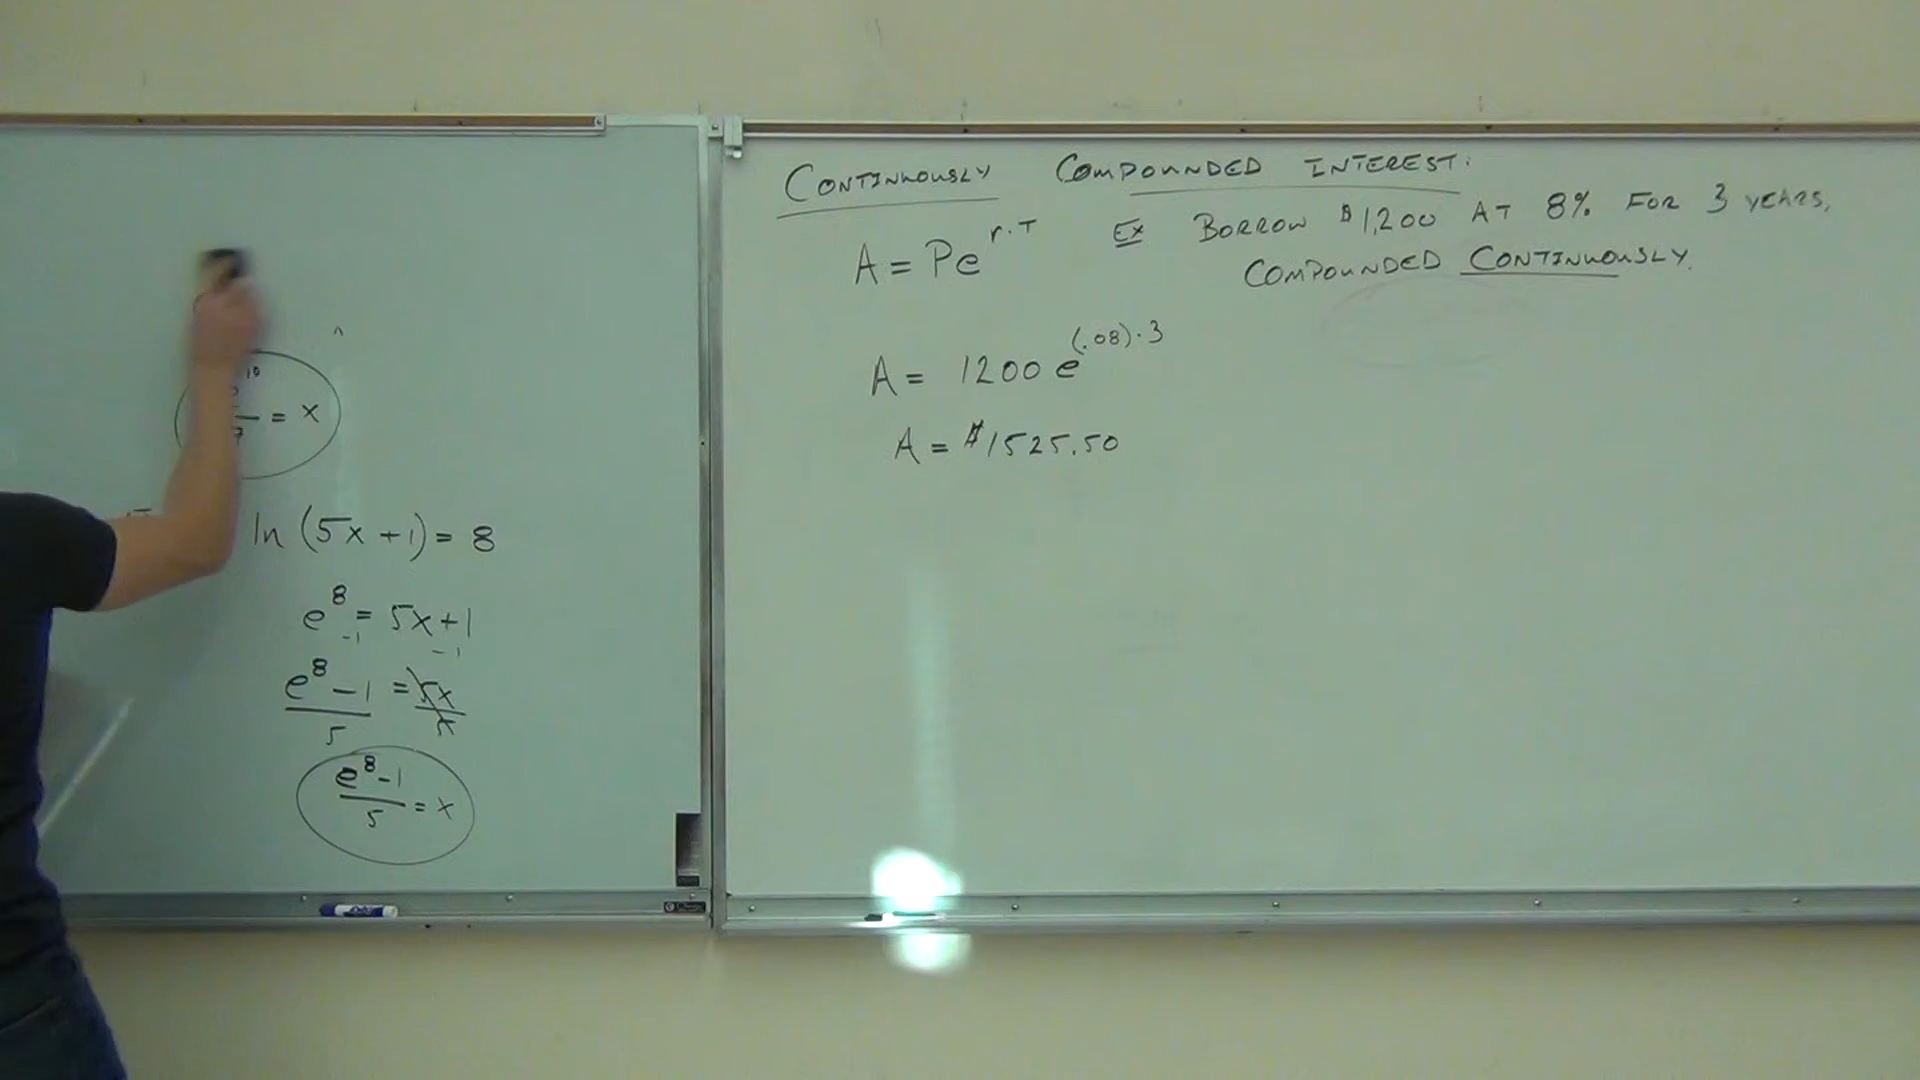 = x
ln (5x + 1) = 8
e^8 = 5x + 1
-1 -1
e^8 - 1 = 5x
5 5
e^8 - 1
5 = x
CONTINUOUSLY COMPOUNDED INTEREST:
A = Pe^r·T
Ex BORROW $1,200 AT 8% FOR 3 YEARS,
COMPOUNDED CONTINUOUSLY.
A = 1200 e^(.08)·3
A = $1525.50